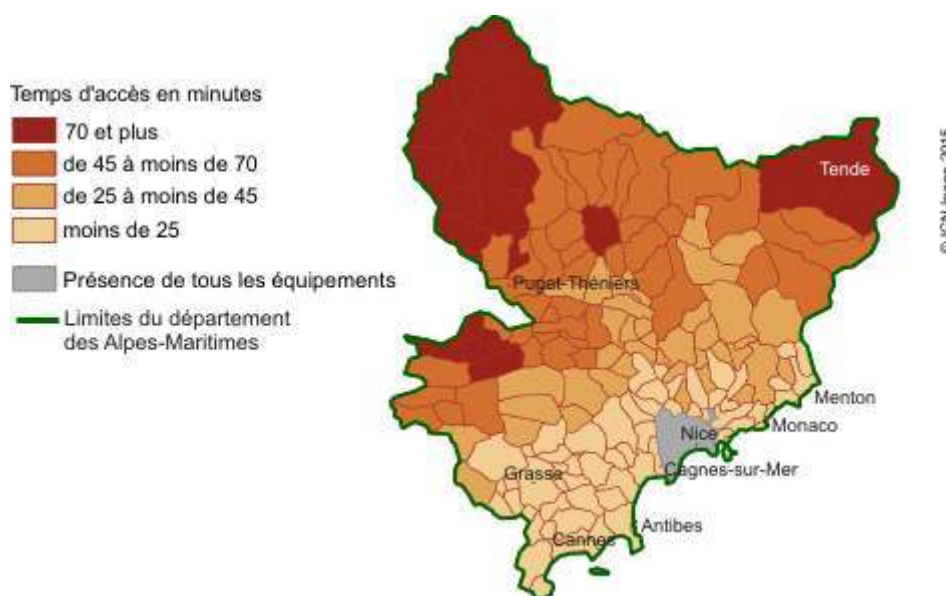 Temps d'accès en minutes
70 et plus
de 45 à moins de 70
de 25 à moins de 45
moins de 25
Présence de tous les équipements
Limites du département
des Alpes-Maritimes
Tende
Puget-Théniers
Menton
Monaco
Nice
Cagnes-sur-Mer
Grasse
Antibes
Cannes